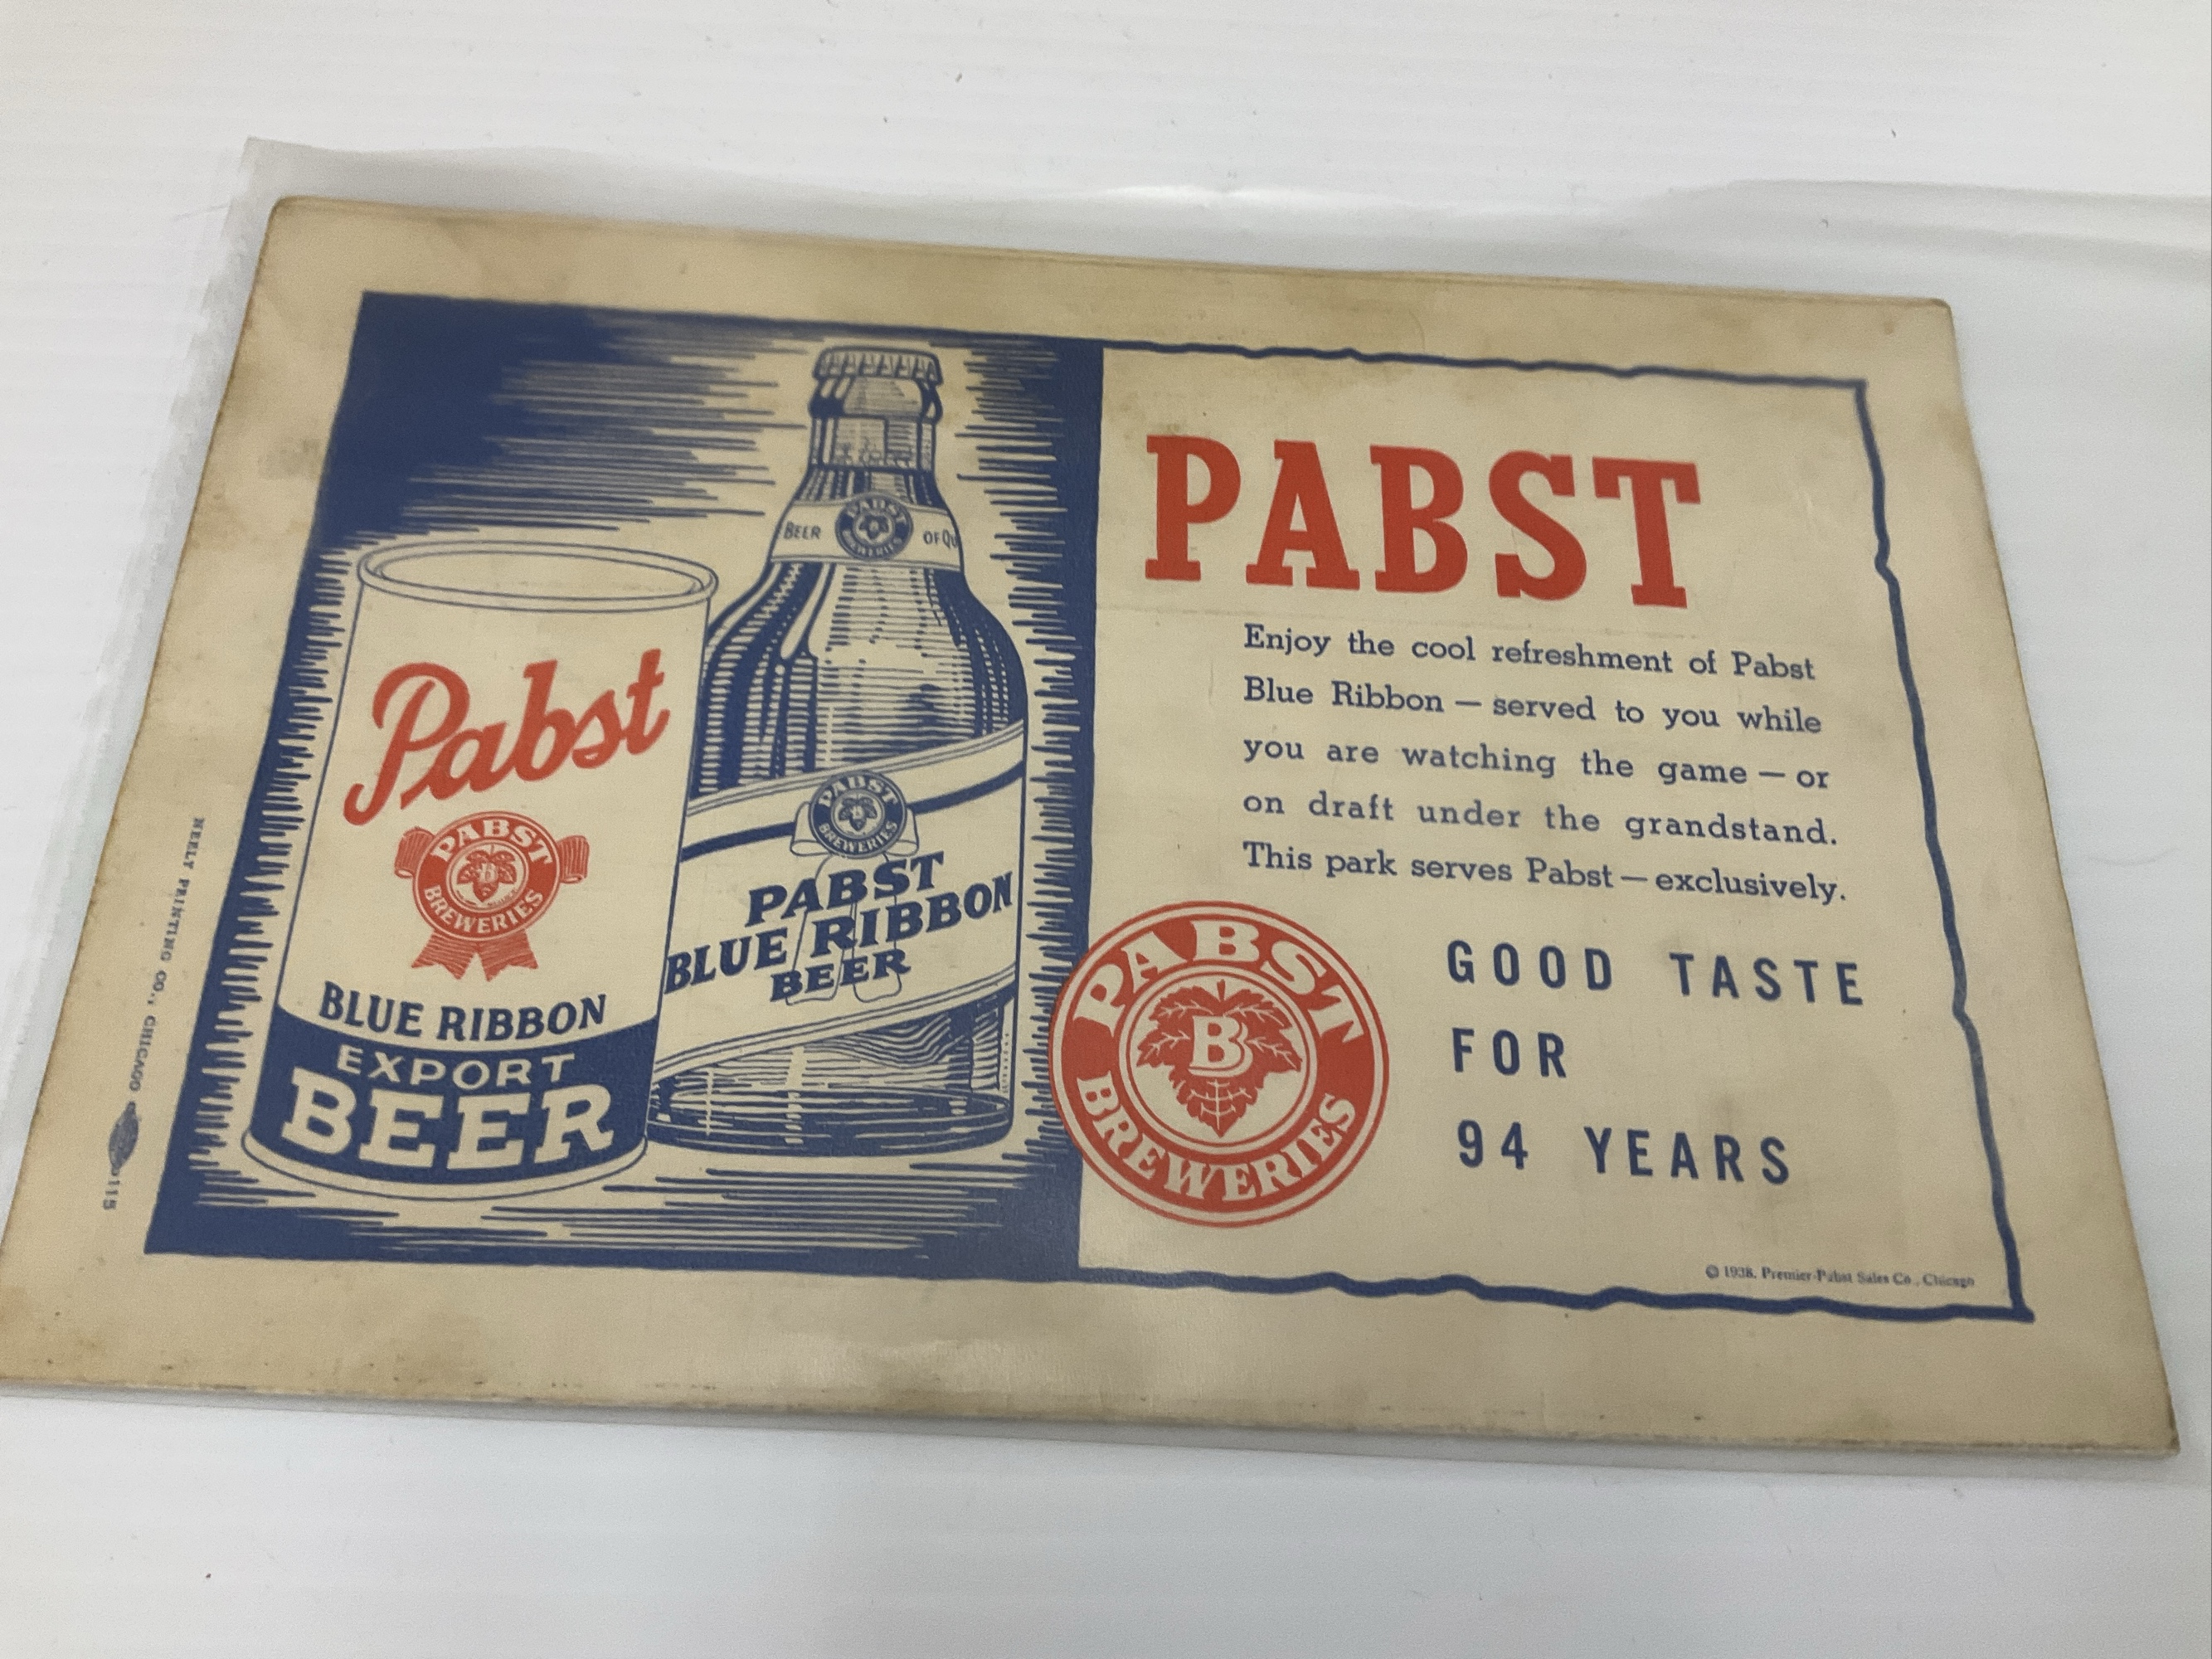 BEER
PABST
BREWERIES
OF QU
Pabst
PABST
BREWERIES
BLUE RIBBON
EXPORT
BEER
PABST
BREWERIES
PABST
BLUE RIBBON
BEER
PABST
Enjoy the cool refreshment of Pabst
Blue Ribbon — served to you while
you are watching the game — or
on draft under the grandstand.
This park serves Pabst — exclusively.
PABST
B
BREWERIES
GOOD TASTE
FOR
94 YEARS
© 1938, Premier-Pabst Sales Co., Chicago
NEELY PRINTING CO., CHICAGO
115